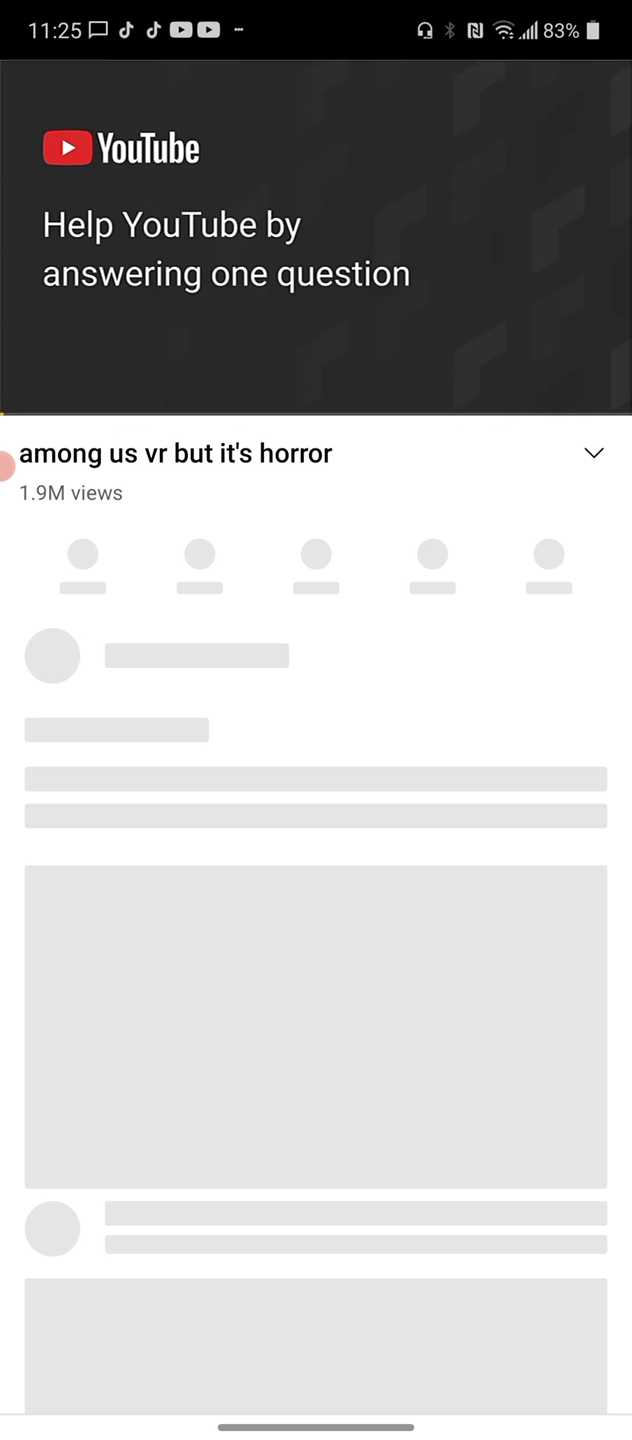 11:25 83%
YouTube
Help YouTube by
answering one question
among us vr but it's horror
1.9M views